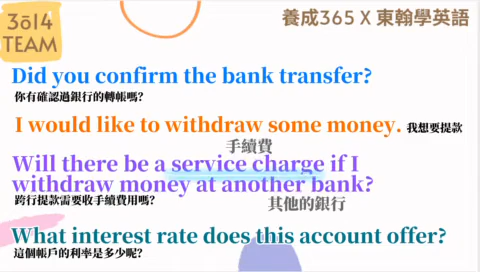 3ō14
TEAM
養成365 X 東翰學英語
Did you confirm the bank transfer?
你有確認過銀行的轉帳嗎?
I would like to withdraw some money. 我想要提款
手續費
Will there be a service charge if I
withdraw money at another bank?
跨行提款需要收手續費用嗎?
其他的銀行
What interest rate does this account offer?
這個帳戶的利率是多少呢?